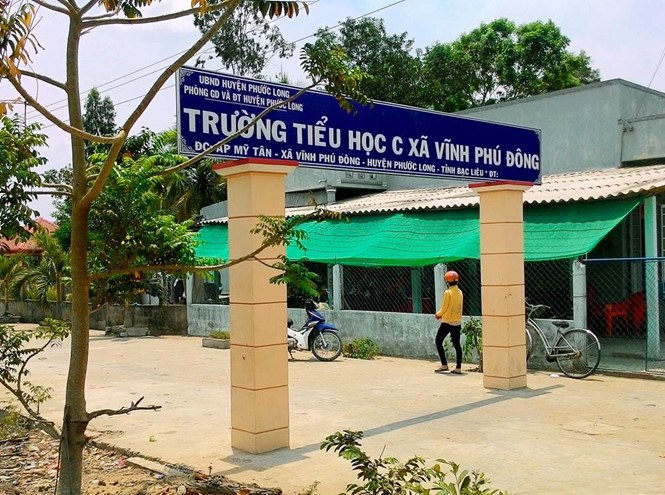 UBND HUYỆN PHƯỚC LONG
PHÒNG GD VÀ ĐT HUYỆN PHƯỚC LONG
TRƯỜNG TIỂU HỌC C XÃ VĨNH PHÚ ĐÔNG
ĐC: ẤP MỸ TÂN - XÃ VĨNH PHÚ ĐÔNG - HUYỆN PHƯỚC LONG - TỈNH BẠC LIÊU * ĐT: